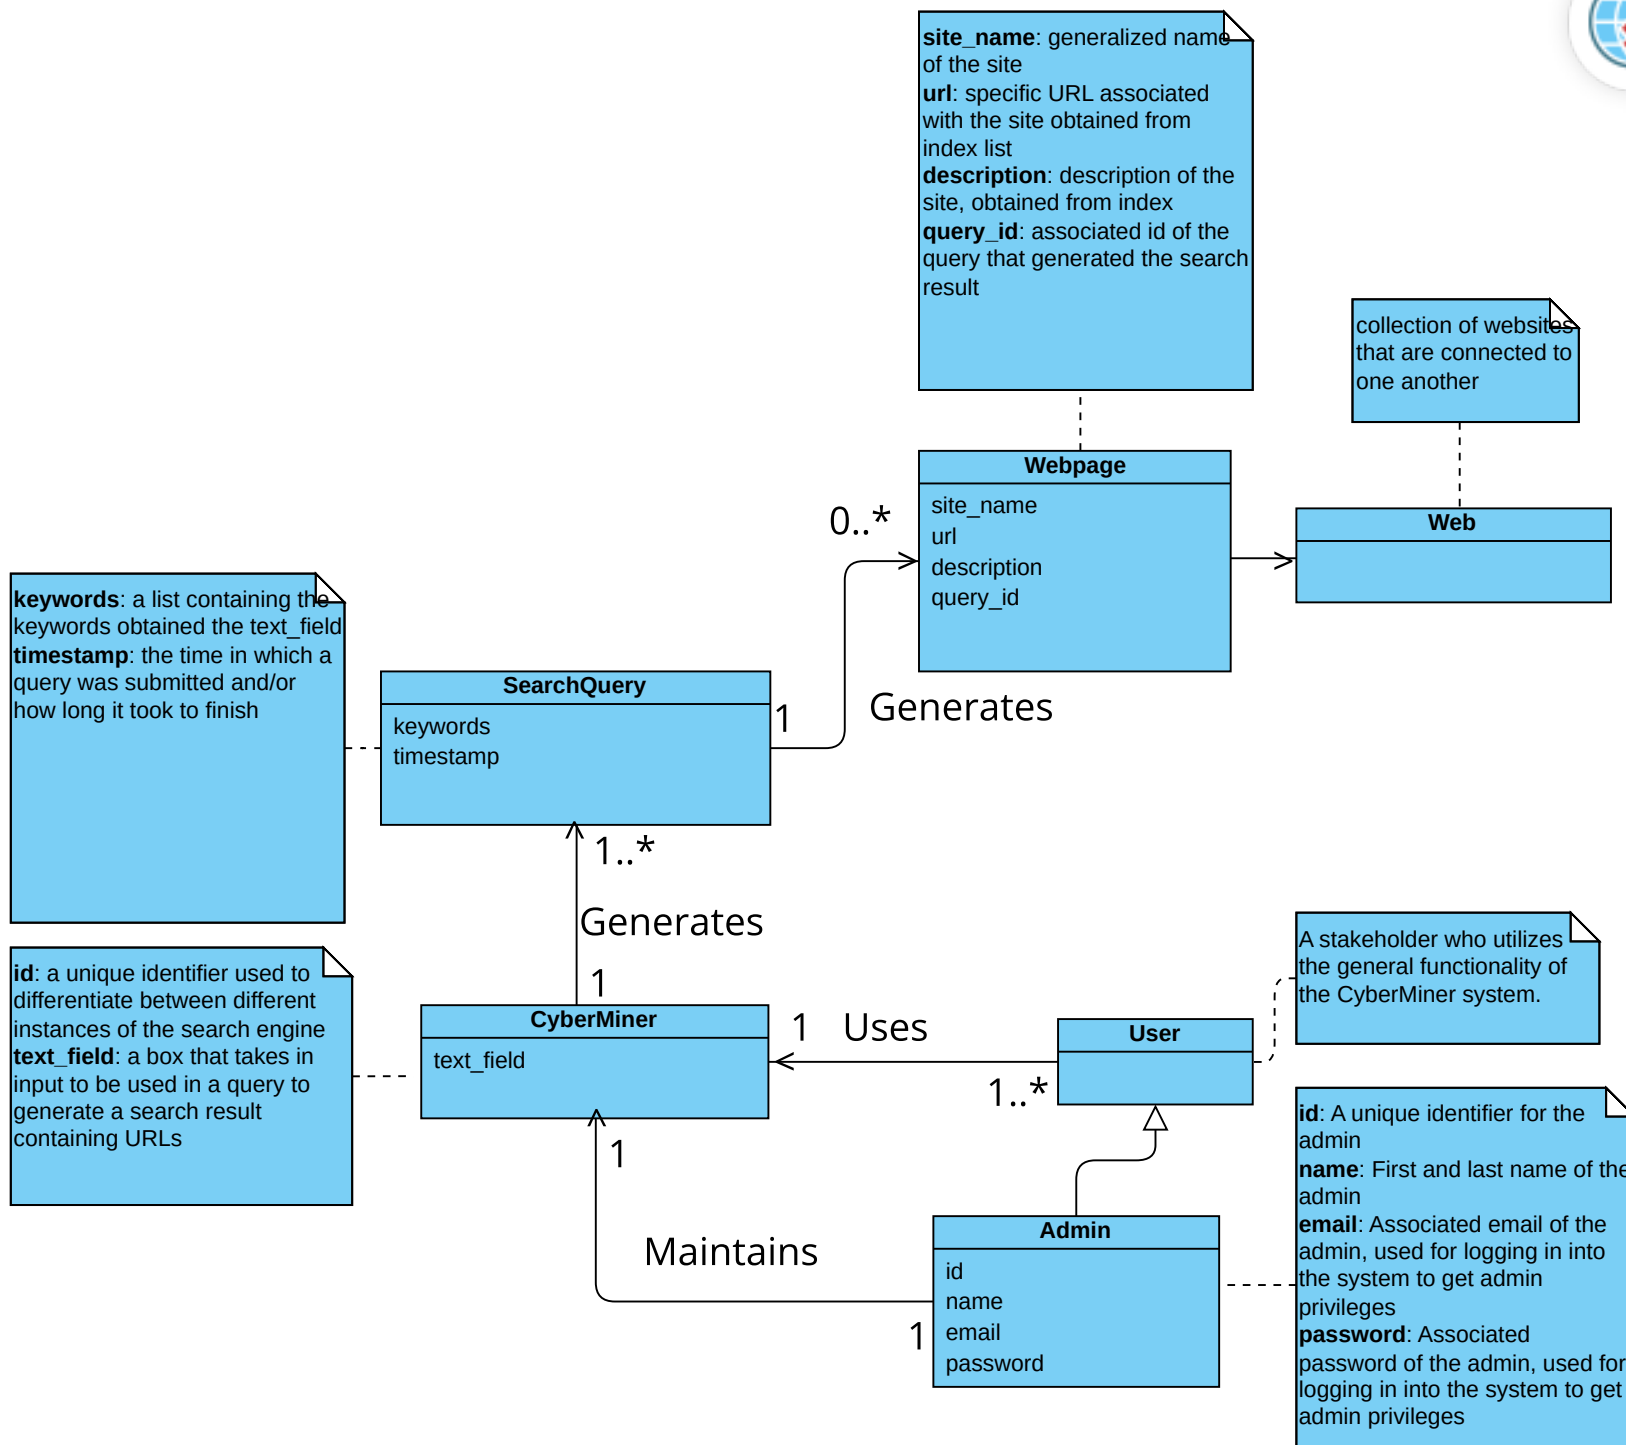 site_name: generalized name
of the site
url: specific URL associated
with the site obtained from
index list
description: description of the
site, obtained from index
query_id: associated id of the
query that generated the search
result
collection of websites
that are connected to
one another
Webpage
site_name
url
description
query_id
Web
0..*
keywords: a list containing the
keywords obtained the text_field
timestamp: the time in which a
query was submitted and/or
how long it took to finish
SearchQuery
keywords
timestamp
1
Generates
1..*
Generates
1
id: a unique identifier used to
differentiate between different
instances of the search engine
text_field: a box that takes in
input to be used in a query to
generate a search result
containing URLs
CyberMiner
text_field
1 Uses
1..*
User
A stakeholder who utilizes
the general functionality of
the CyberMiner system.
1
Maintains
1
Admin
id
name
email
password
id: A unique identifier for the
admin
name: First and last name of the
admin
email: Associated email of the
admin, used for logging in into
the system to get admin
privileges
password: Associated
password of the admin, used for
logging in into the system to get
admin privileges